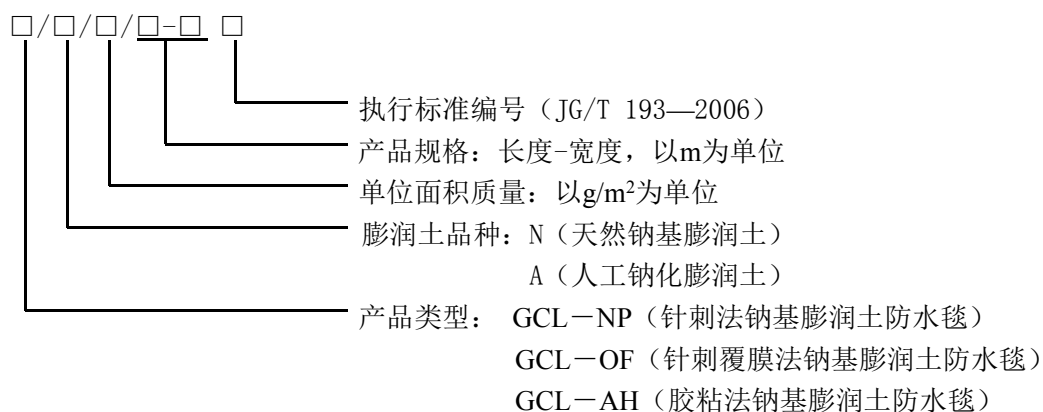 □/□/□/□-□ □
执行标准编号（JG/T 193—2006）
产品规格：长度-宽度，以m为单位
单位面积质量：以g/m²为单位
膨润土品种：N（天然钠基膨润土）
A（人工钠化膨润土）
产品类型： GCL－NP（针刺法钠基膨润土防水毯）
GCL－OF（针刺覆膜法钠基膨润土防水毯）
GCL－AH（胶粘法钠基膨润土防水毯）